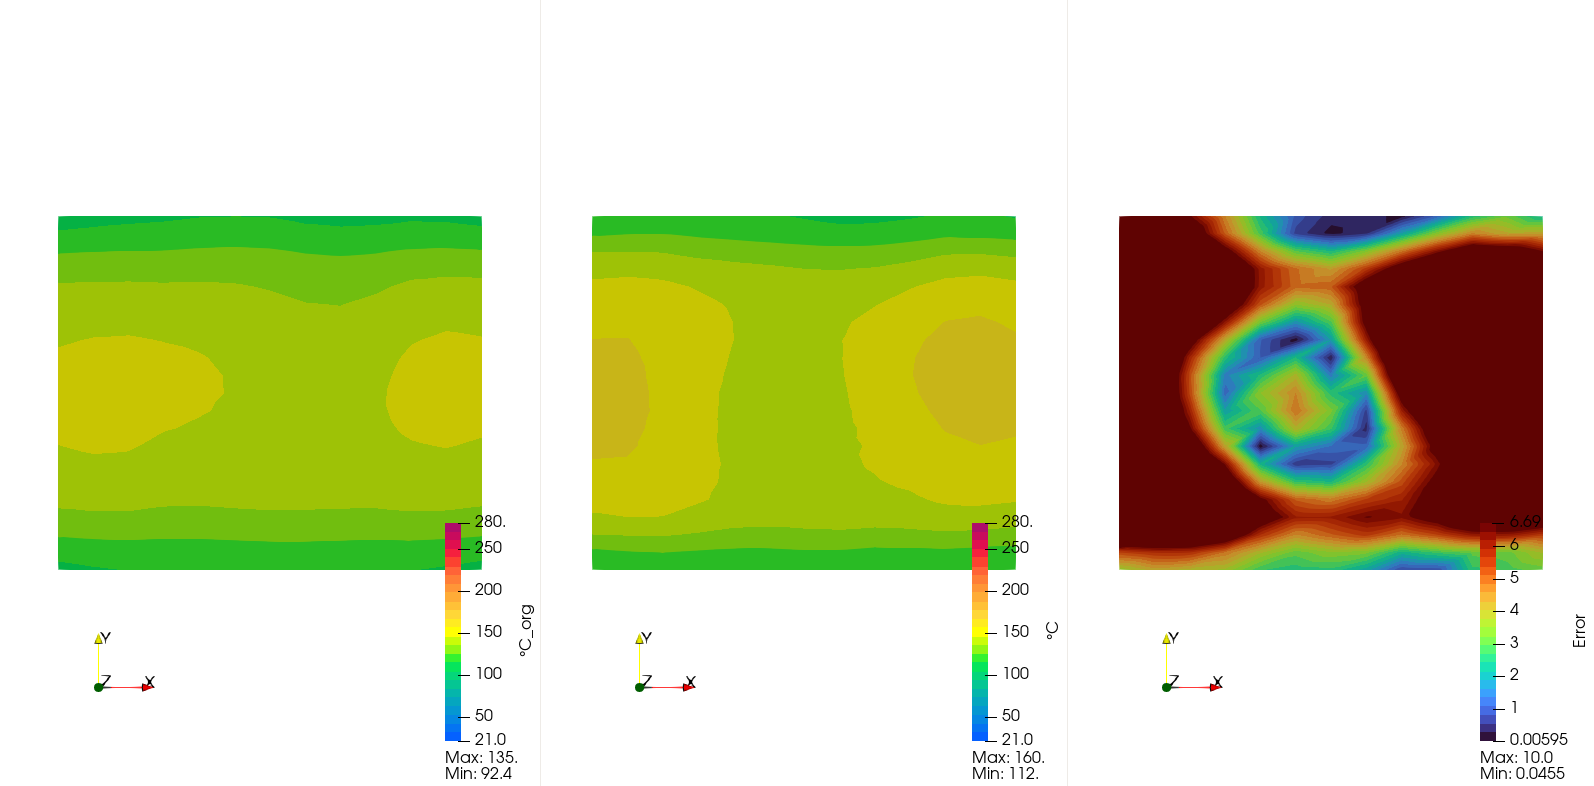 280.
250
200
150
100
50
21.0
°C_org
Max: 135.
Min: 92.4
Y
Z
X
280.
250
200
150
100
50
21.0
°C
Max: 160.
Min: 112.
Y
Z
X
6.69
6
5
4
3
2
1
0.00595
Error
Max: 10.0
Min: 0.0455
Y
Z
X